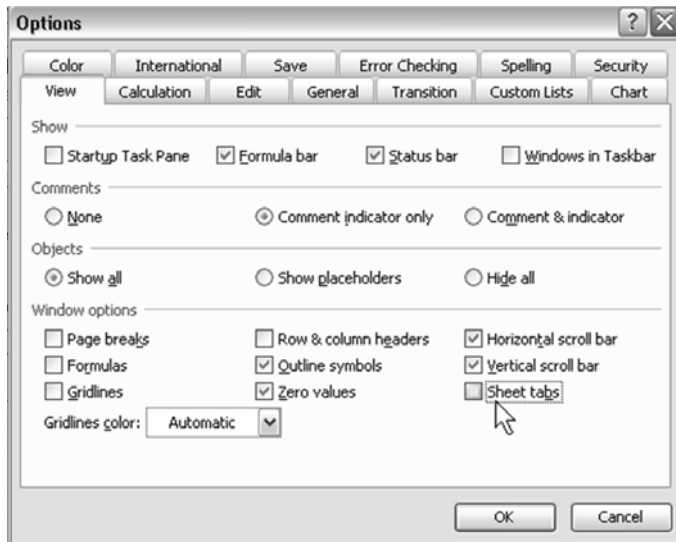 Options
Color International Save Error Checking Spelling Security
View Calculation Edit General Transition Custom Lists Chart
Show
Startup Task Pane Formula bar Status bar Windows in Taskbar
Comments
None Comment indicator only Comment & indicator
Objects
Show all Show placeholders Hide all
Window options
Page breaks Row & column headers Horizontal scroll bar
Formulas Outline symbols Vertical scroll bar
Gridlines Zero values Sheet tabs
Gridlines color: Automatic
OK Cancel